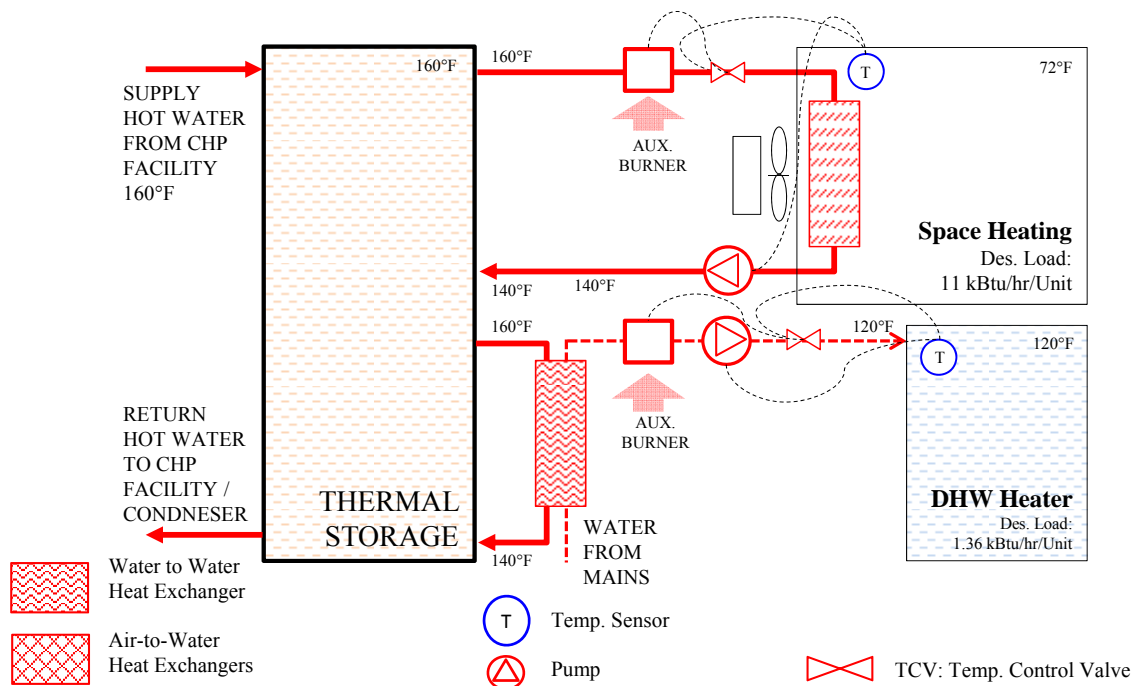 SUPPLY
HOT WATER
FROM CHP
FACILITY
160°F
160°F
160°F
AUX.
BURNER
T
72°F
Space Heating
Des. Load:
11 kBtu/hr/Unit
140°F
140°F
160°F
AUX.
BURNER
120°F
120°F
T
DHW Heater
Des. Load:
1.36 kBtu/hr/Unit
RETURN
HOT WATER
TO CHP
FACILITY /
CONDNESER
THERMAL
STORAGE
140°F
WATER
FROM
MAINS
Water to Water
Heat Exchanger
Air-to-Water
Heat Exchangers
T
Temp. Sensor
Pump
TCV: Temp. Control Valve